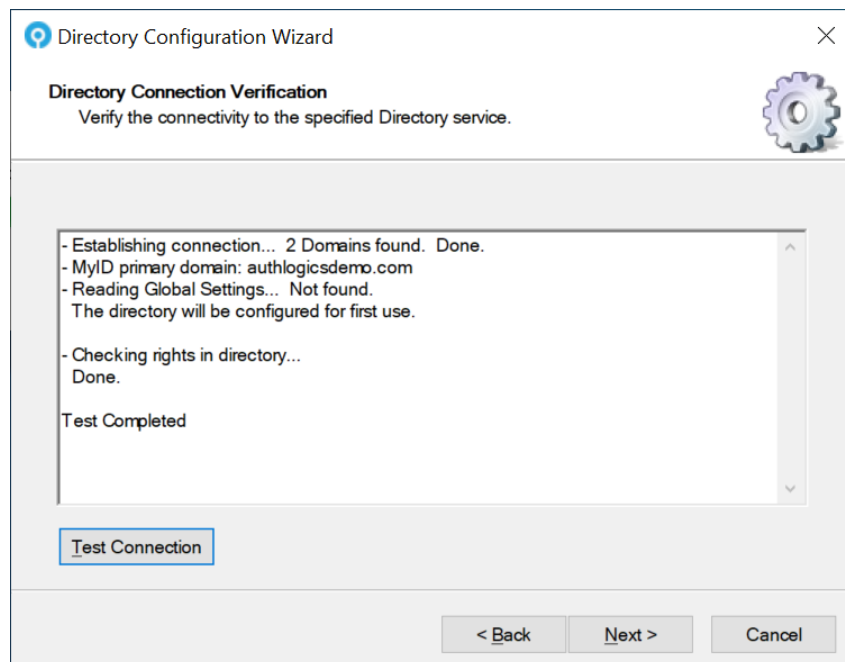 Directory Configuration Wizard
Directory Connection Verification
Verify the connectivity to the specified Directory service.
- Establishing connection...  2 Domains found.  Done.
- MyID primary domain: authlogicsdemo.com
- Reading Global Settings...  Not found.
The directory will be configured for first use.
- Checking rights in directory...
Done.
Test Completed
Test Connection
< Back
Next >
Cancel